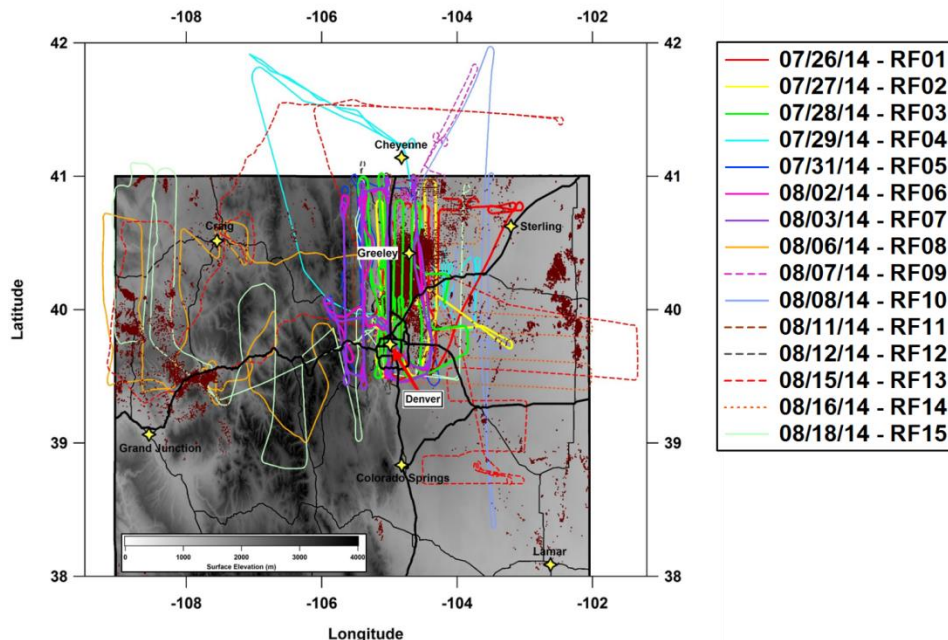 -108 -106 -104 -102
42 42
07/26/14 - RF01
07/27/14 - RF02
07/28/14 - RF03
07/29/14 - RF04
07/31/14 - RF05
08/02/14 - RF06
08/03/14 - RF07
08/06/14 - RF08
08/07/14 - RF09
08/08/14 - RF10
08/11/14 - RF11
08/12/14 - RF12
08/15/14 - RF13
08/16/14 - RF14
08/18/14 - RF15
Cheyenne
41 41
Craig
Sterling
Greeley
Latitude
Latitude
40 40
Denver
39 39
Grand Junction
Colorado Springs
0 1000 2000 3000 4000
Surface Elevation (m)
Lamar
38 38
-108 -106 -104 -102
Longitude